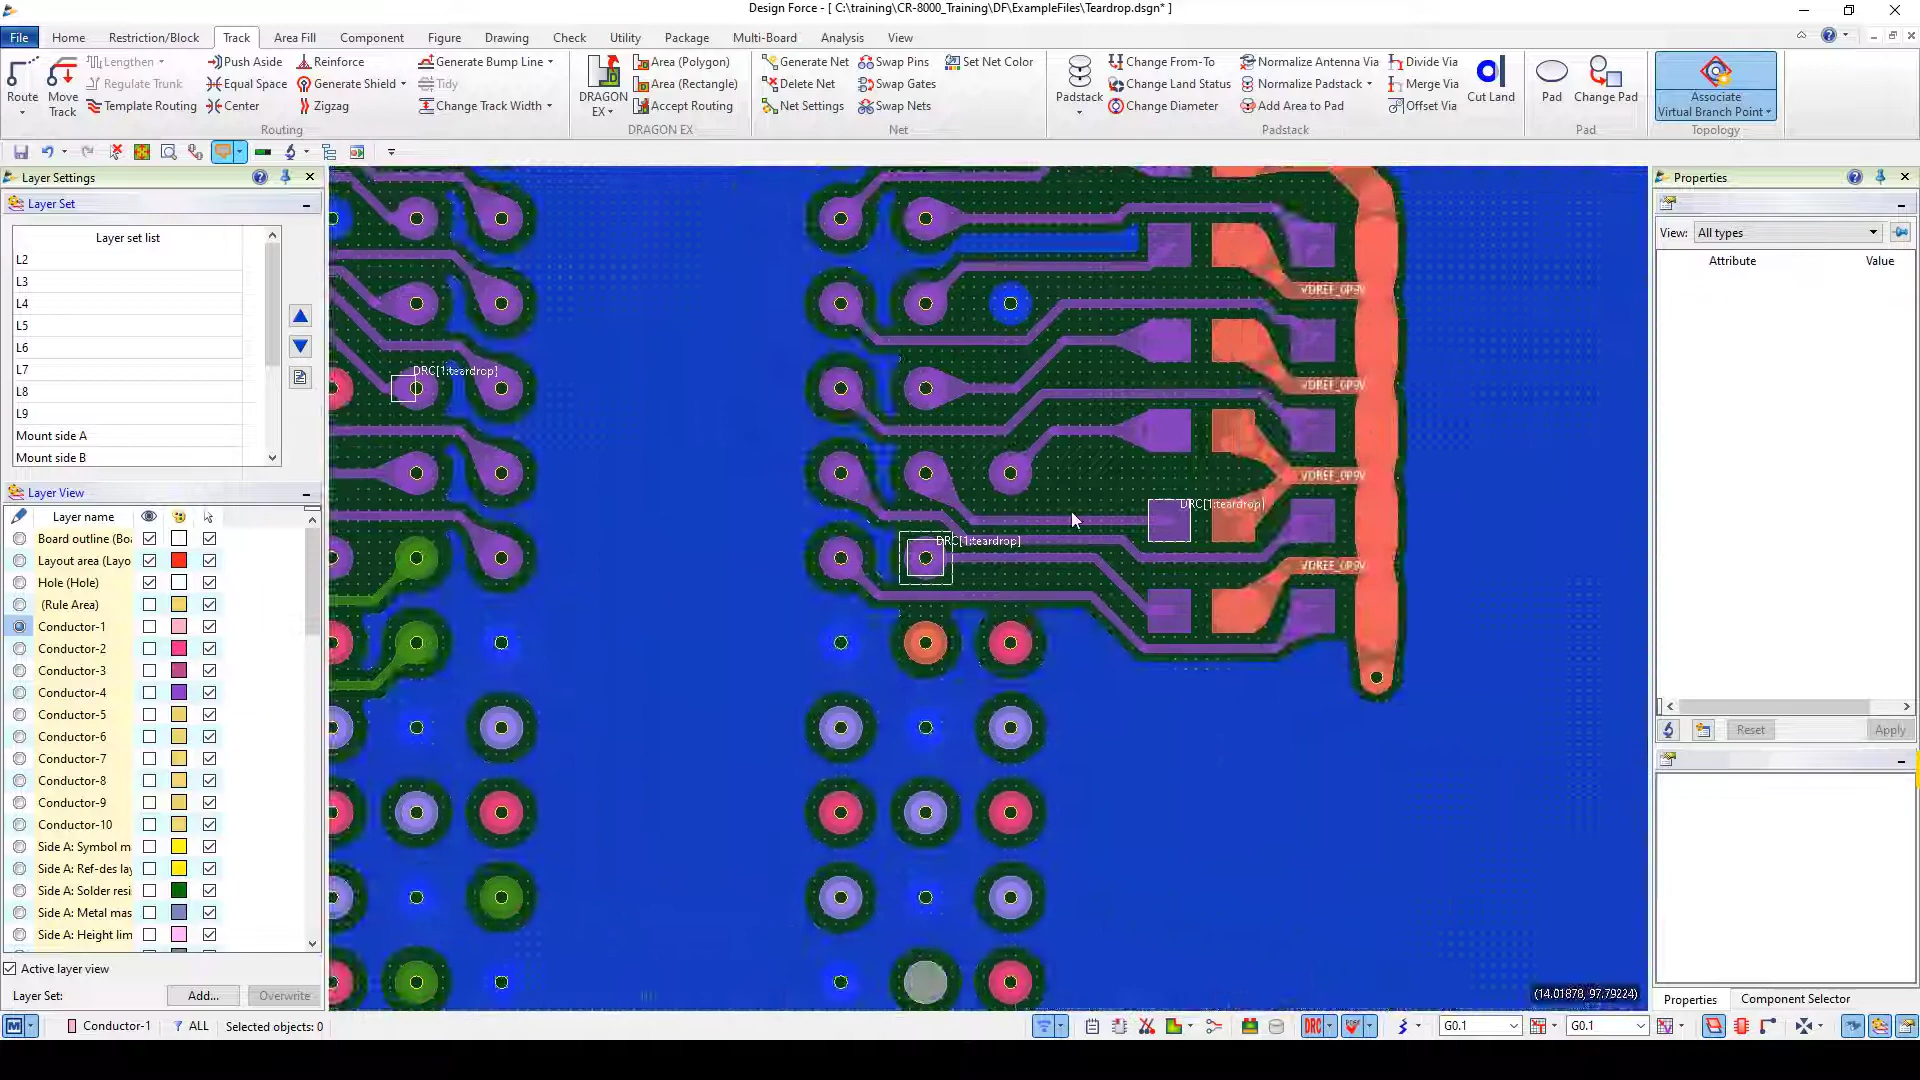 Design Force - [ C:\training\CR-8000_Training\DF\ExampleFiles\Teardrop.dsgn* ]
File Home Restriction/Block Track Area Fill Component Figure Drawing Check Utility Package Multi-Board Analysis View
Lengthen Push Aside Reinforce Generate Bump Line Area (Polygon) Generate Net Swap Pins Set Net Color Change From-To Normalize Antenna Via Divide Via
Regulate Trunk Equal Space Generate Shield Tidy Area (Rectangle) Delete Net Swap Gates Change Land Status Normalize Padstack Merge Via
Route Move Track Template Routing Center Zigzag Change Track Width DRAGON EX Accept Routing Net Settings Swap Nets Padstack Change Diameter Add Area to Pad Offset Via Cut Land Pad Change Pad Associate Virtual Branch Point
Routing DRAGON EX Net Padstack Pad Topology
Layer Settings
Layer Set
Layer set list
L2
L3
L4
L5
L6
L7
L8
L9
Mount side A
Mount side B
Layer View
Layer name
Board outline (Boa
Layout area (Layo
Hole (Hole)
(Rule Area)
Conductor-1
Conductor-2
Conductor-3
Conductor-4
Conductor-5
Conductor-6
Conductor-7
Conductor-8
Conductor-9
Conductor-10
Side A: Symbol m
Side A: Ref-des lay
Side A: Solder resi
Side A: Metal mas
Side A: Height lim
Active layer view
Layer Set: Add... Overwrite
VDREF_0P9V
DRC[1:teardrop]
VDREF_0P9V
VDREF_0P9V
DRC[1:teardrop]
DRC[1:teardrop]
VDREF_0P9V
(14.01878, 97.79224)
Properties
View: All types
Attribute Value
Reset Apply
Properties Component Selector
M Conductor-1 ALL Selected objects: 0 DRC G0.1 G0.1